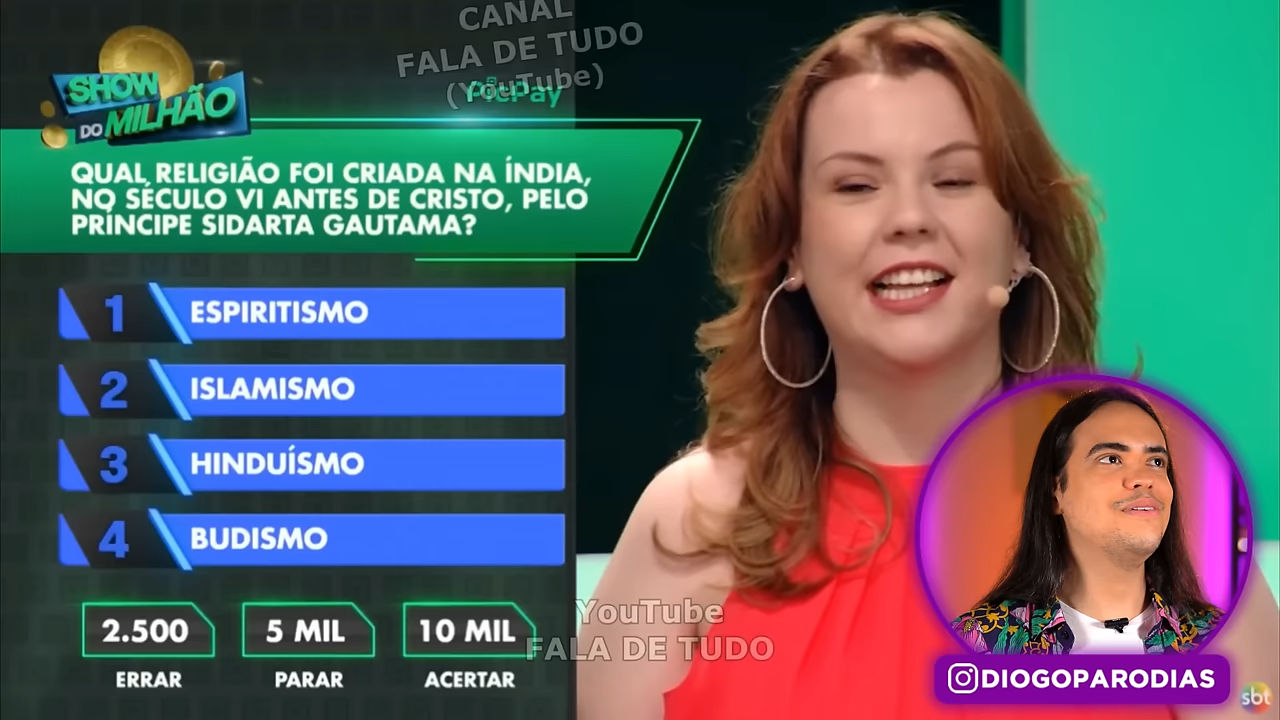 CANAL
FALA DE TUDO
(YouTube)
PicPay
SHOW
DO MILHÃO
QUAL RELIGIÃO FOI CRIADA NA ÍNDIA,
NO SÉCULO VI ANTES DE CRISTO, PELO
PRÍNCIPE SIDARTA GAUTAMA?
1 ESPIRITISMO
2 ISLAMISMO
3 HINDUÍSMO
4 BUDISMO
2.500 5 MIL 10 MIL
ERRAR PARAR ACERTAR
YouTube
FALA DE TUDO
DIOGOPARODIAS
sbt